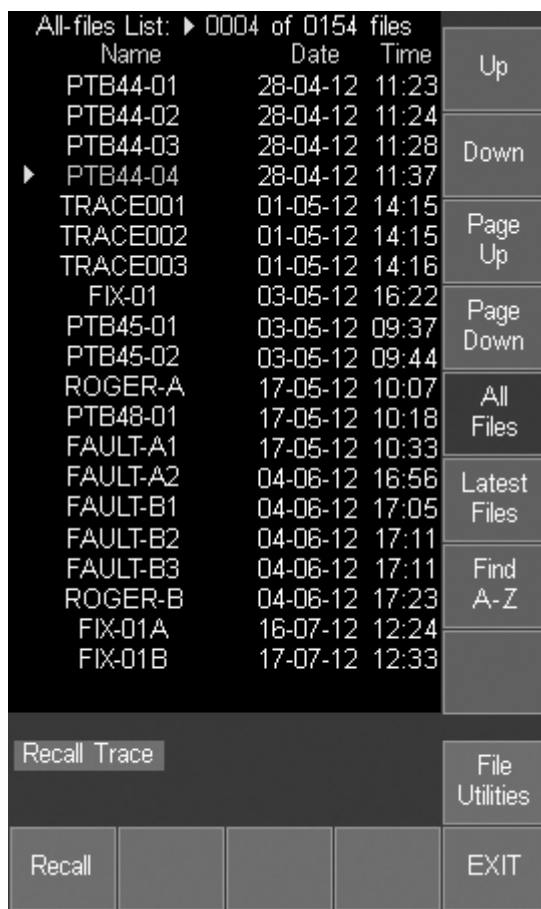 All-files List: ▶ 0004 of 0154 files
Name Date Time
PTB44-01 28-04-12 11:23
PTB44-02 28-04-12 11:24
PTB44-03 28-04-12 11:28
▶ PTB44-04 28-04-12 11:37
TRACE001 01-05-12 14:15
TRACE002 01-05-12 14:15
TRACE003 01-05-12 14:16
FIX-01 03-05-12 16:22
PTB45-01 03-05-12 09:37
PTB45-02 03-05-12 09:44
ROGER-A 17-05-12 10:07
PTB48-01 17-05-12 10:18
FAULT-A1 17-05-12 10:33
FAULT-A2 04-06-12 16:56
FAULT-B1 04-06-12 17:05
FAULT-B2 04-06-12 17:11
FAULT-B3 04-06-12 17:11
ROGER-B 04-06-12 17:23
FIX-01A 16-07-12 12:24
FIX-01B 17-07-12 12:33
Up
Down
Page
Up
Page
Down
All
Files
Latest
Files
Find
A-Z
Recall Trace
File
Utilities
Recall
EXIT